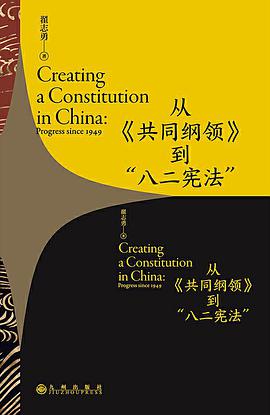 翟志勇
著
Creating
a Constitution
in China:
Progress since 1949
从
《共同纲领》
到
“八二宪法”
翟志勇
著
Creating
a Constitution
in China:
Progress since 1949
从
《共同纲领》
到
“八二宪法”
九州出版社
JIUZHOUPRESS